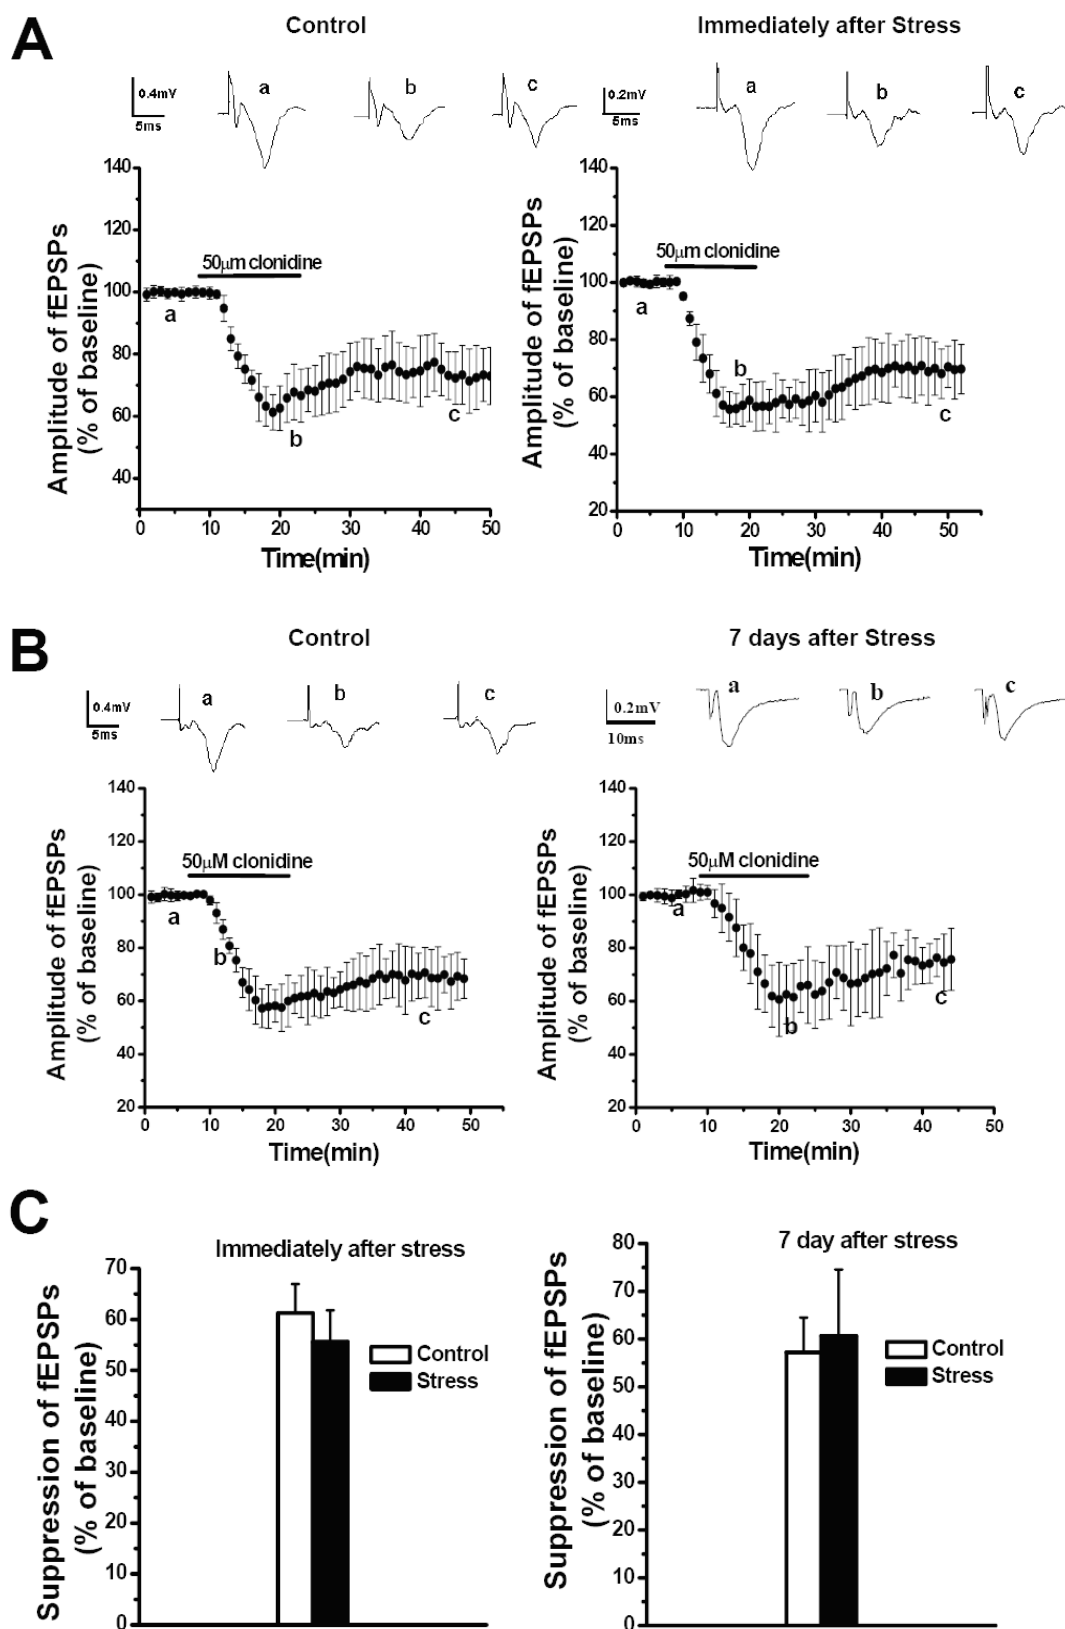 A
Control
Immediately after Stress
0.4mV
5ms
a
b
c
0.2mV
5ms
a
b
c
Amplitude of fEPSPs
(% of baseline)
140
120
100
80
60
40
50μm clonidine
a
b
c
0
10
20
30
40
50
Time(min)
Amplitude of fEPSPs
(% of baseline)
140
120
100
80
60
40
20
50μm clonidine
a
b
c
0
10
20
30
40
50
Time(min)
B
Control
7 days after Stress
0.4mV
5ms
a
b
c
0.2mV
10ms
a
b
c
Amplitude of fEPSPs
(% of baseline)
140
120
100
80
60
40
20
50μM clonidine
a
b
c
0
10
20
30
40
50
Time(min)
Amplitude of fEPSPs
(% of baseline)
140
120
100
80
60
40
20
50μM clonidine
a
b
c
0
10
20
30
40
50
Time(min)
C
Immediately after stress
Suppression of fEPSPs
(% of baseline)
70
60
50
40
30
20
10
0
Control
Stress
7 day after stress
Suppression of fEPSPs
(% of baseline)
80
70
60
50
40
30
20
10
0
Control
Stress